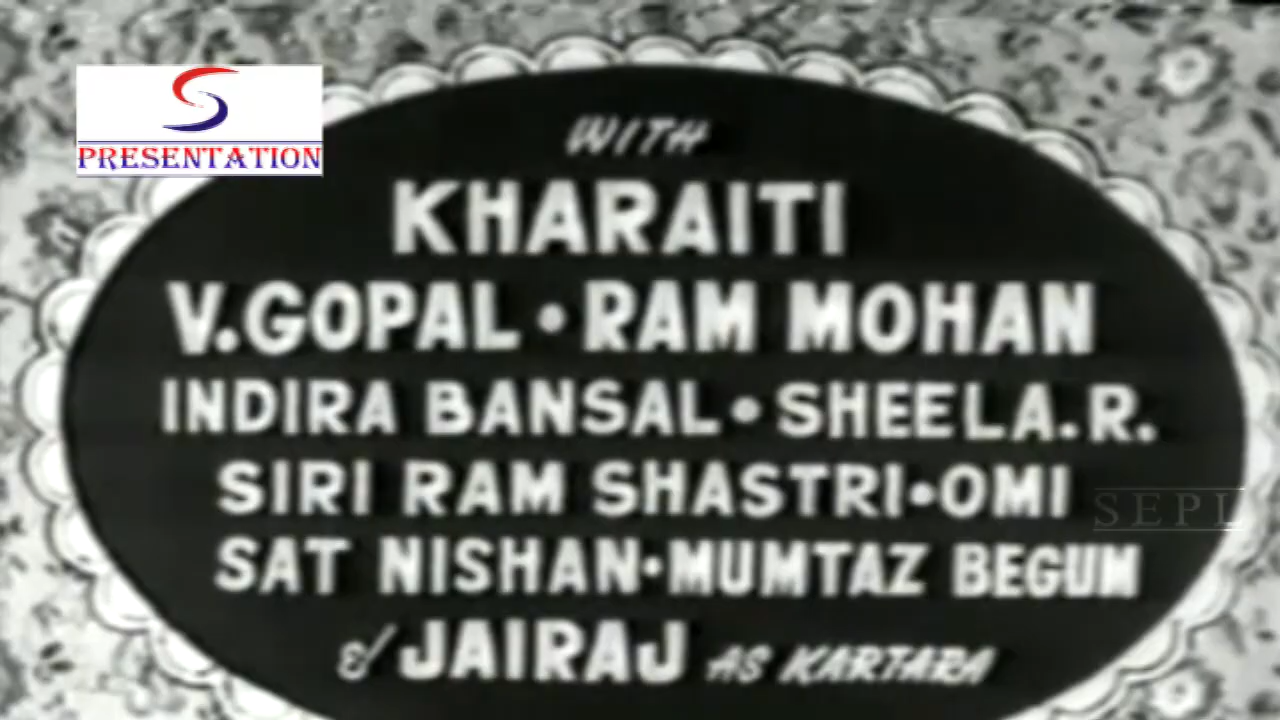 S
PRESENTATION
WITH
KHARAITI
V.GOPAL • RAM MOHAN
INDIRA BANSAL • SHEELA.R.
SIRI RAM SHASTRI • OMI
SEPL
SAT NISHAN • MUMTAZ BEGUM
& JAIRAJ AS KARTARA